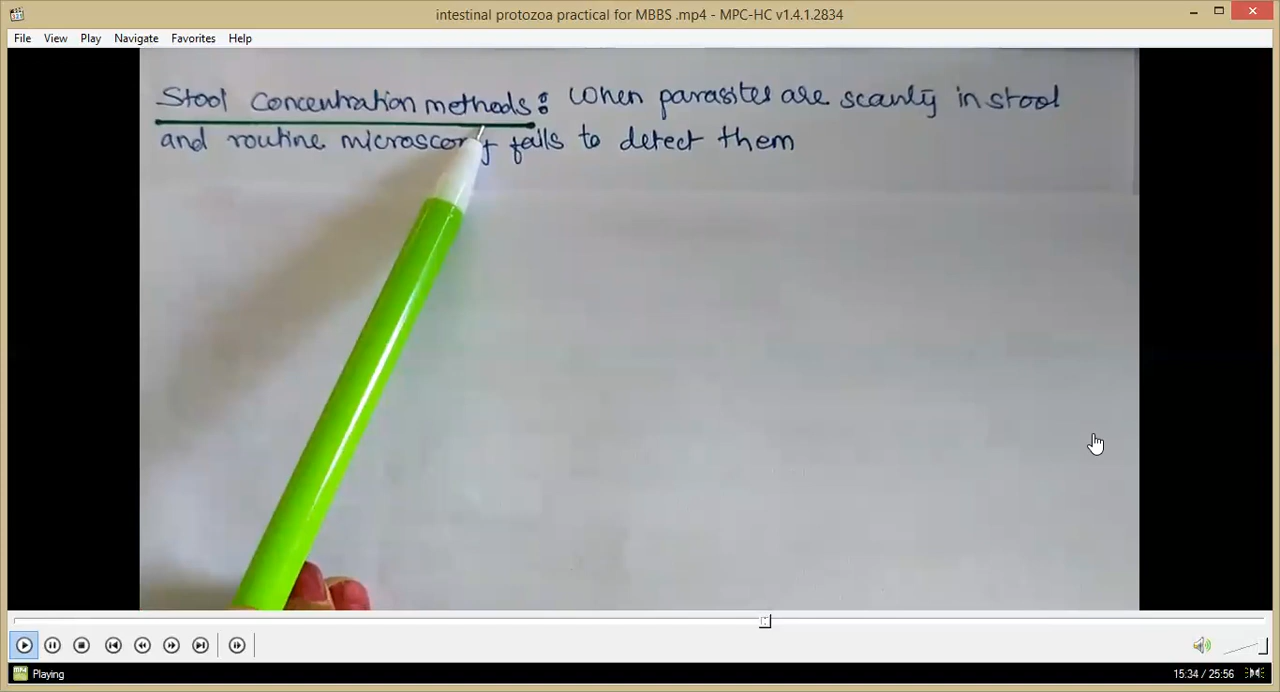 intestinal protozoa practical for MBBS .mp4 - MPC-HC v1.4.1.2834
File View Play Navigate Favorites Help
Stool Concentration methods: When parasites are scanty in stool
and routine microscopy fails to detect them
Playing 15:34 / 25:56